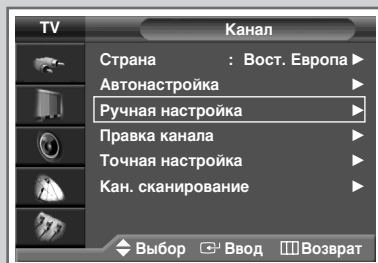 TV
Канал
Страна : Вост. Европа ►
Автонастройка ►
Ручная настройка ►
Правка канала ►
Точная настройка ►
Кан. сканирование ►
Выбор Ввод Возврат